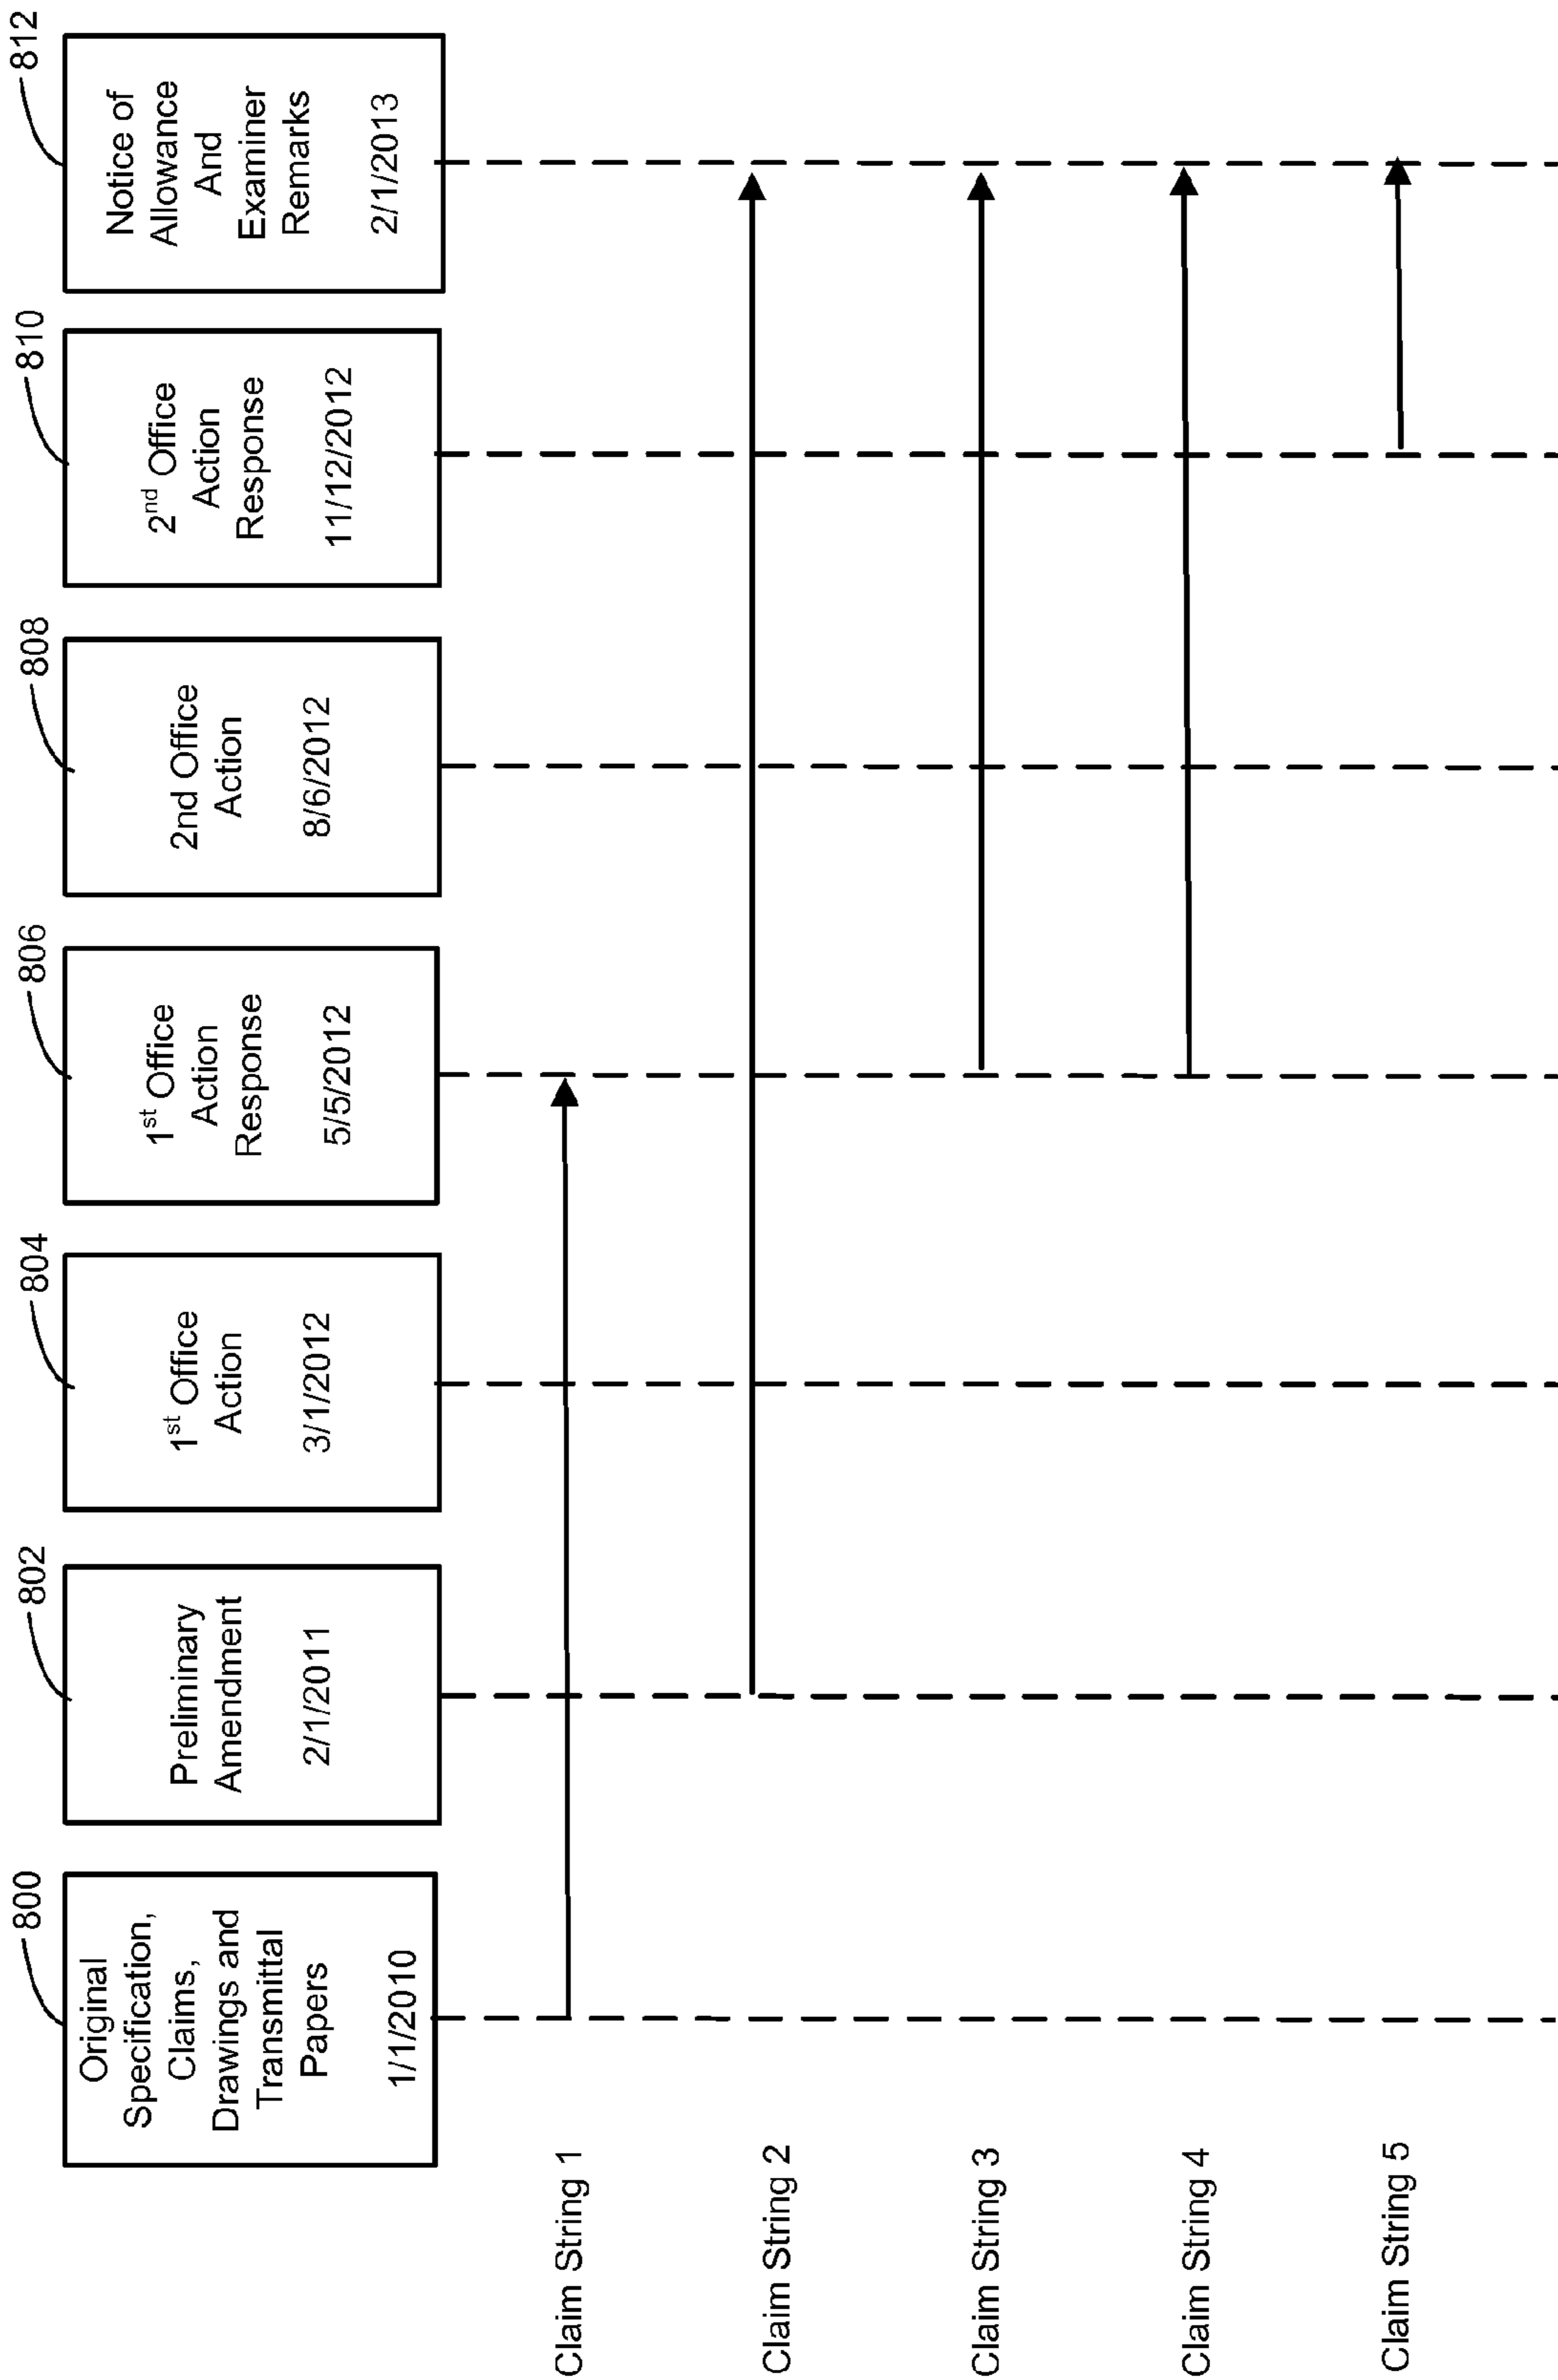 800
Original
Specification,
Claims,
Drawings and
Transmittal
Papers
1/1/2010
802
Preliminary
Amendment
2/1/2011
804
1st Office
Action
3/1/2012
806
1st Office
Action
Response
5/5/2012
808
2nd Office
Action
8/6/2012
810
2nd Office
Action
Response
11/12/2012
812
Notice of
Allowance
And
Examiner
Remarks
2/1/2013
Claim String 1
Claim String 2
Claim String 3
Claim String 4
Claim String 5